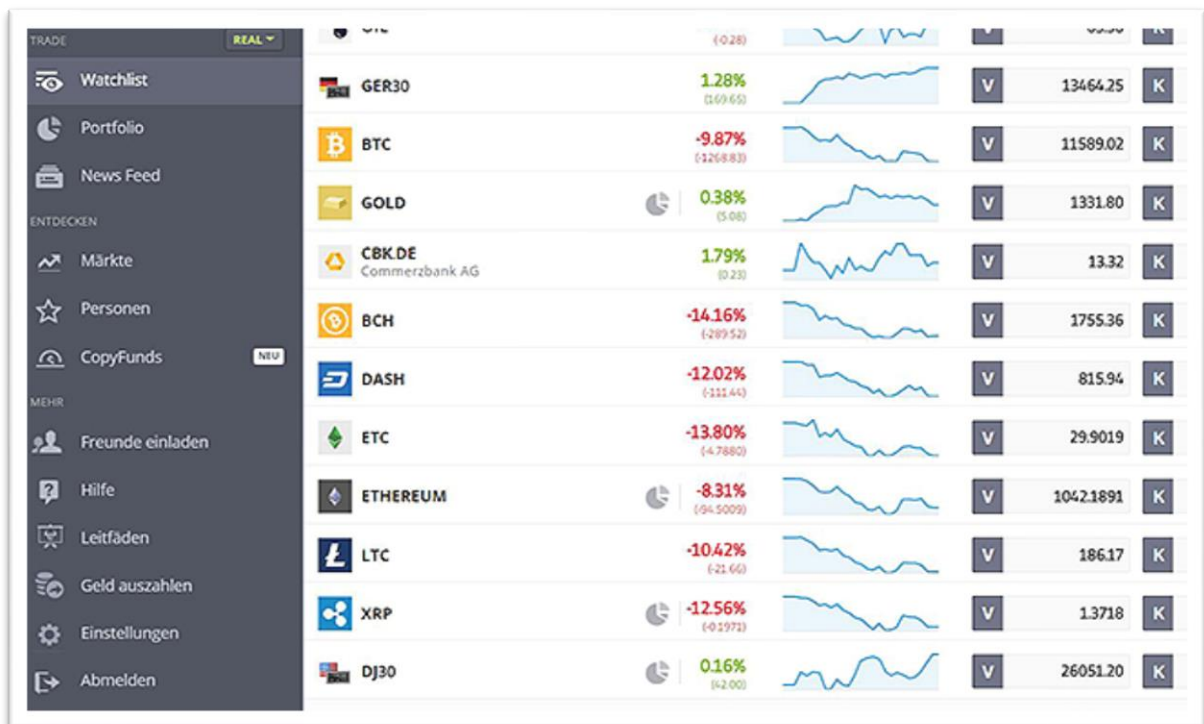 TRADE REAL
Watchlist
Portfolio
News Feed
ENTDECKEN
Märkte
Personen
CopyFunds NEU
MEHR
Freunde einladen
Hilfe
Leitfäden
Geld auszahlen
Einstellungen
Abmelden
(-0.28)
GER30 1.28% V 13464.25 K
(169.65)
BTC -9.87% V 11589.02 K
(-1268.83)
GOLD 0.38% V 1331.80 K
(5.08)
CBK.DE 1.79% V 13.32 K
Commerzbank AG (0.23)
BCH -14.16% V 1755.36 K
(-289.52)
DASH -12.02% V 815.94 K
(-111.44)
ETC -13.80% V 29.9019 K
(-4.7880)
ETHEREUM -8.31% V 1042.1891 K
(-94.5009)
LTC -10.42% V 186.17 K
(-21.66)
XRP -12.56% V 1.3718 K
(-0.1971)
DJ30 0.16% V 26051.20 K
(42.00)